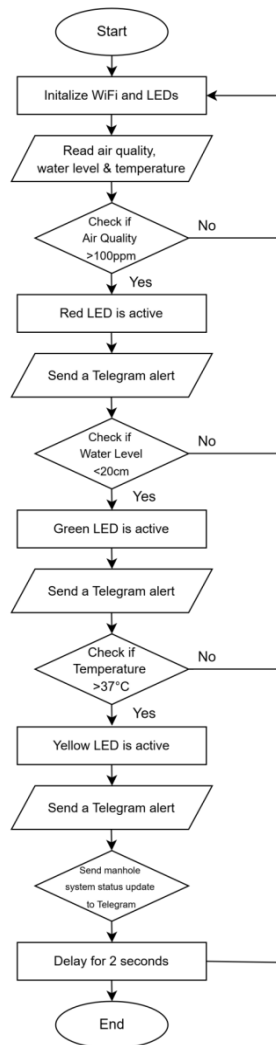 Start
Initalize WiFi and LEDs
Read air quality,
water level & temperature
Check if
Air Quality
>100ppm
No
Yes
Red LED is active
Send a Telegram alert
Check if
Water Level
<20cm
No
Yes
Green LED is active
Send a Telegram alert
Check if
Temperature
>37°C
No
Yes
Yellow LED is active
Send a Telegram alert
Send manhole
system status update
to Telegram
Delay for 2 seconds
End